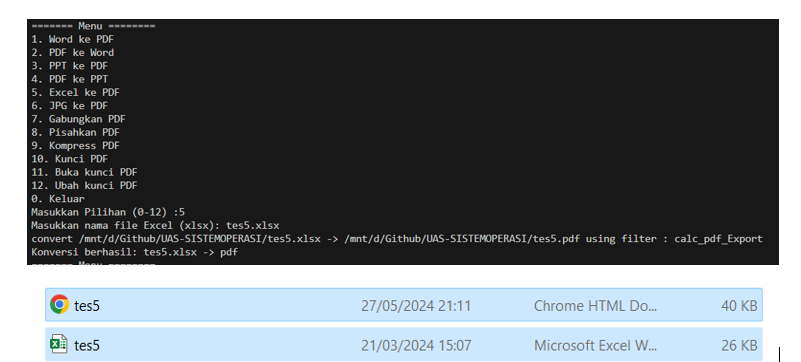 ======= Menu ========
1. Word ke PDF
2. PDF ke Word
3. PPT ke PDF
4. PDF ke PPT
5. Excel ke PDF
6. JPG ke PDF
7. Gabungkan PDF
8. Pisahkan PDF
9. Kompress PDF
10. Kunci PDF
11. Buka kunci PDF
12. Ubah kunci PDF
0. Keluar
Masukkan Pilihan (0-12) :5
Masukkan nama file Excel (xlsx): tes5.xlsx
convert /mnt/d/Github/UAS-SISTEMOPERASI/tes5.xlsx -> /mnt/d/Github/UAS-SISTEMOPERASI/tes5.pdf using filter : calc_pdf_Export
Konversi berhasil: tes5.xlsx -> pdf
======= Menu ========
tes5 27/05/2024 21:11 Chrome HTML Do... 40 KB
tes5 21/03/2024 15:07 Microsoft Excel W... 26 KB